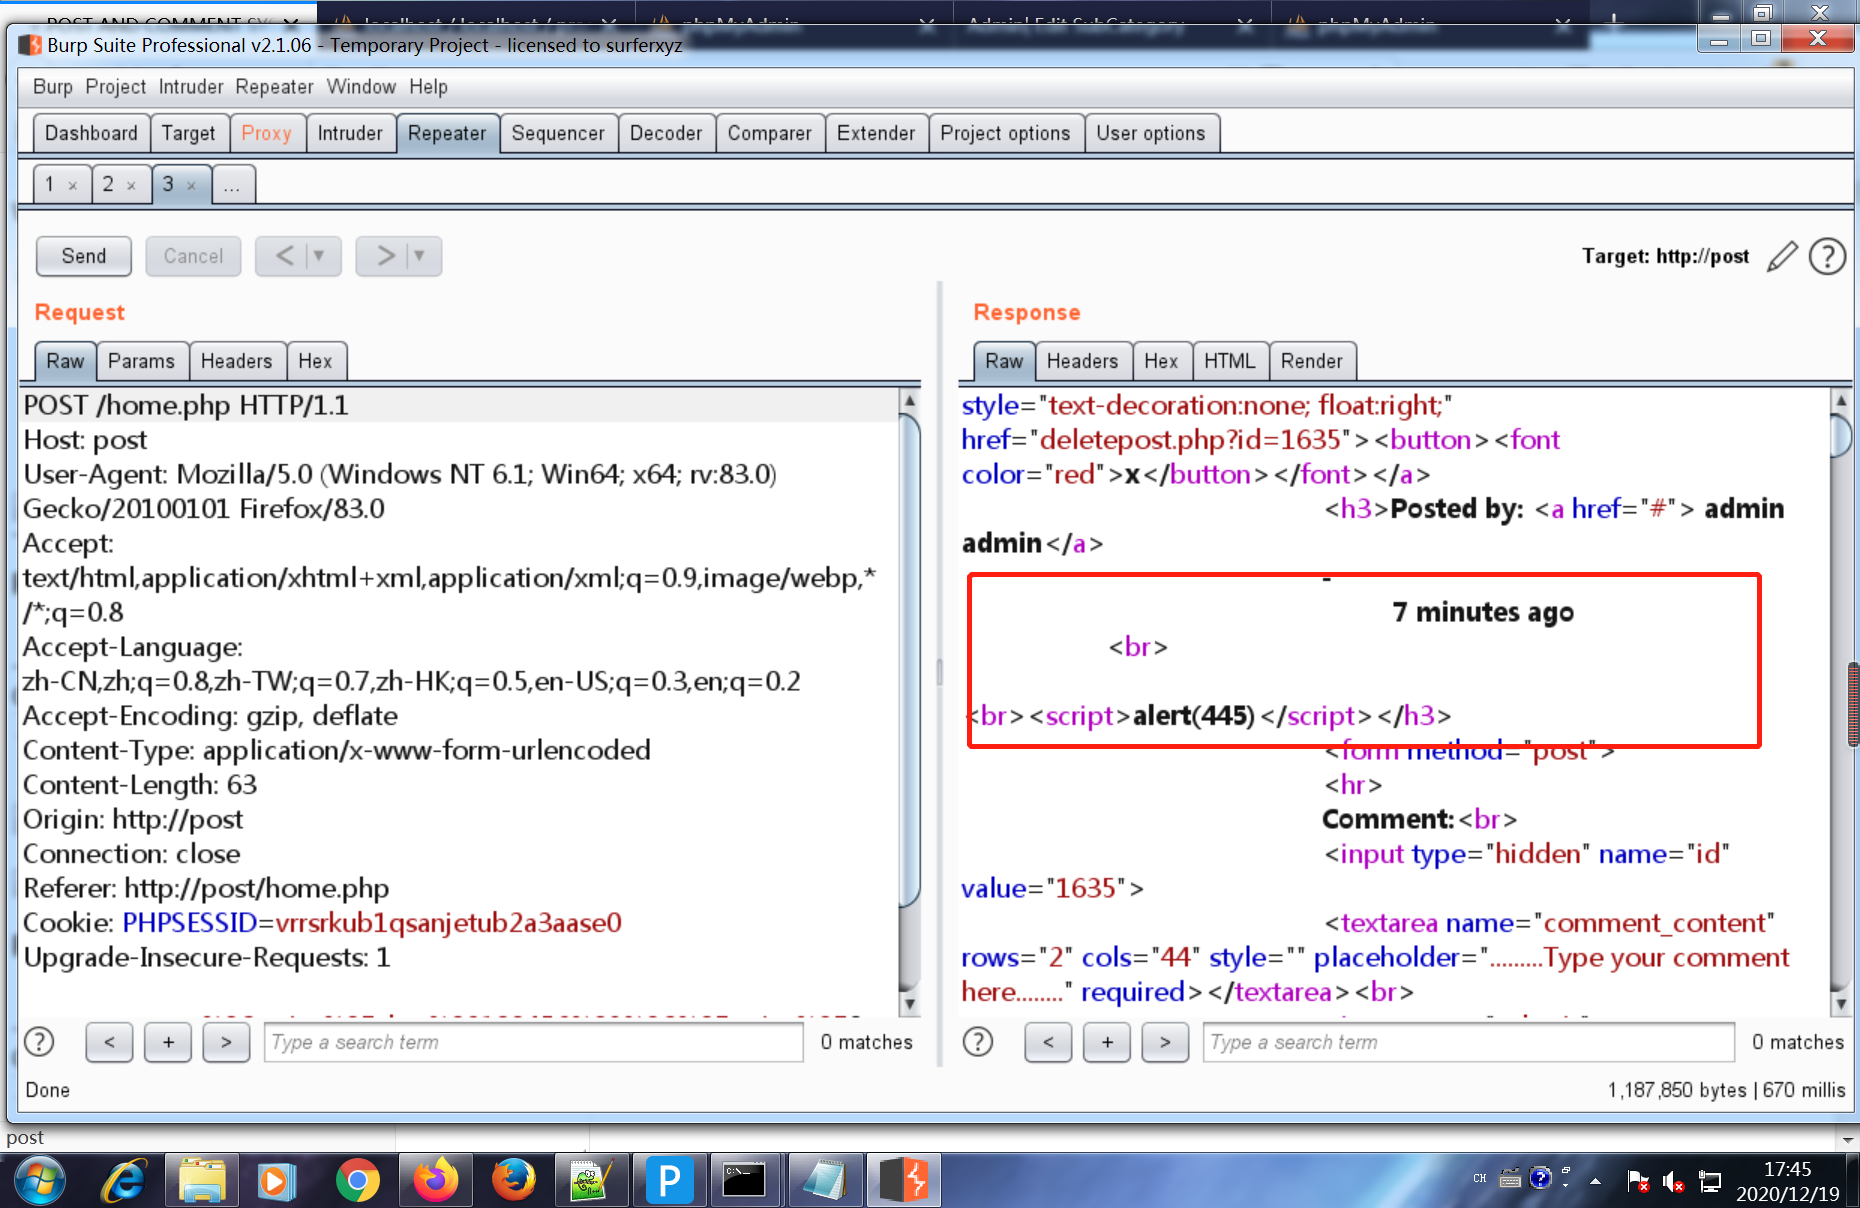 POST AND COMMENT SY
phpMyAdmin
Admin| Edit SubCategory
phpMyAdmin
Burp Suite Professional v2.1.06 - Temporary Project - licensed to surferxyz
Burp Project Intruder Repeater Window Help
Dashboard Target Proxy Intruder Repeater Sequencer Decoder Comparer Extender Project options User options
1 × 2 × 3 × ...
Send Cancel < > Target: http://post ?
Request
Raw Params Headers Hex
POST /home.php HTTP/1.1
Host: post
User-Agent: Mozilla/5.0 (Windows NT 6.1; Win64; x64; rv:83.0)
Gecko/20100101 Firefox/83.0
Accept:
text/html,application/xhtml+xml,application/xml;q=0.9,image/webp,*
/*;q=0.8
Accept-Language:
zh-CN,zh;q=0.8,zh-TW;q=0.7,zh-HK;q=0.5,en-US;q=0.3,en;q=0.2
Accept-Encoding: gzip, deflate
Content-Type: application/x-www-form-urlencoded
Content-Length: 63
Origin: http://post
Connection: close
Referer: http://post/home.php
Cookie: PHPSESSID=vrrsrkub1qsanjetub2a3aase0
Upgrade-Insecure-Requests: 1
? < + > Type a search term 0 matches
Response
Raw Headers Hex HTML Render
style="text-decoration:none; float:right;"
href="deletepost.php?id=1635"><button><font
color="red">x</button></font></a>
<h3>Posted by: <a href="#"> admin
admin</a>
-
7 minutes ago
<br>
<br><script>alert(445)</script></h3>
<form method="post">
<hr>
Comment:<br>
<input type="hidden" name="id"
value="1635">
<textarea name="comment_content"
rows="2" cols="44" style="" placeholder=".........Type your comment
here........" required></textarea><br>
? < + > Type a search term 0 matches
Done 1,187,850 bytes | 670 millis
post
CH
17:45
2020/12/19